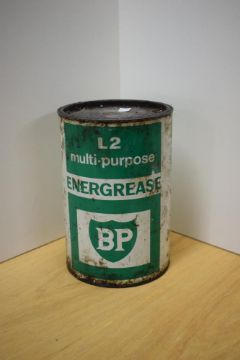 L2
multi-purpose
ENERGREASE
BP